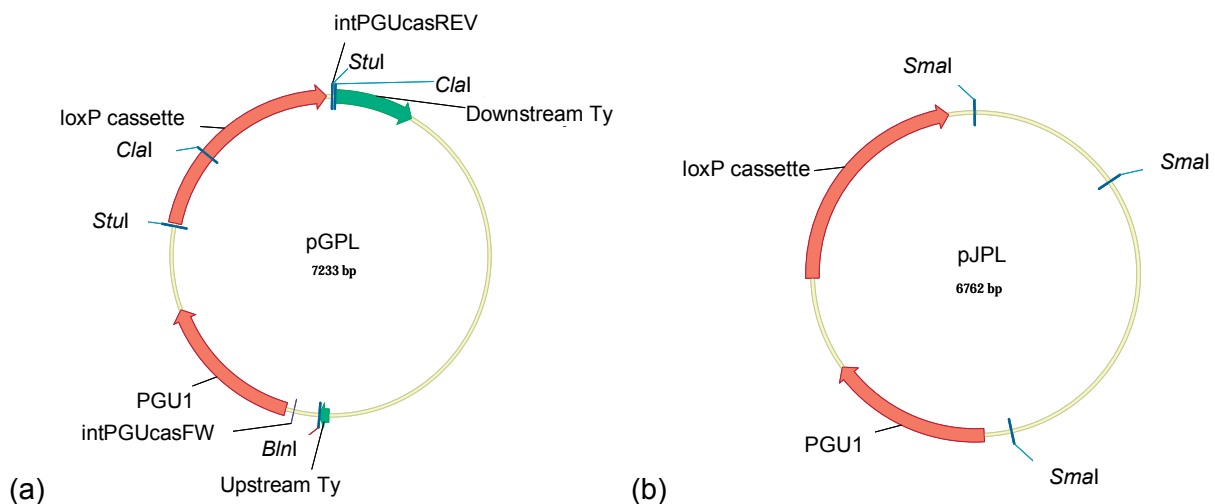 intPGUcasREV
StuI
ClaI
Downstream Ty
loxP cassette
ClaI
StuI
pGPL
7233 bp
PGU1
intPGUcasFW
BlnI
Upstream Ty
(a)
SmaI
SmaI
loxP cassette
pJPL
6762 bp
PGU1
SmaI
(b)